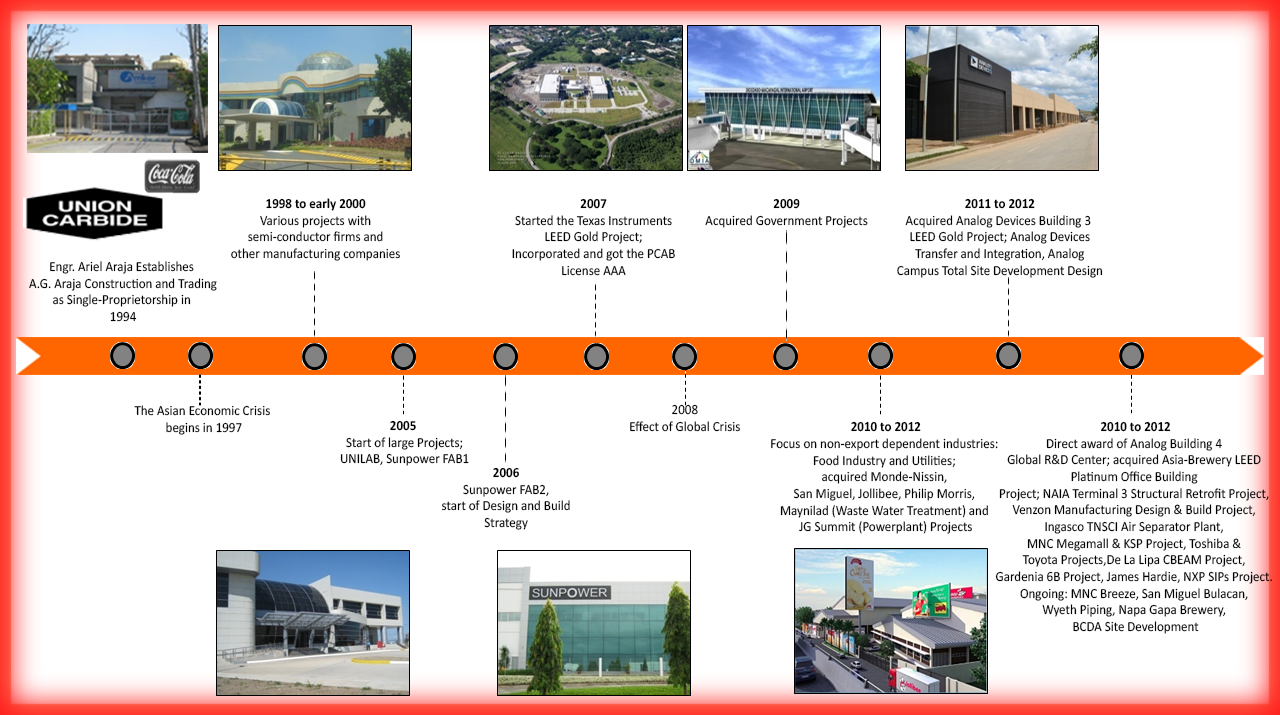 Amkor
Coca-Cola
UNION
CARBIDE
Engr. Ariel Araja Establishes
A.G. Araja Construction and Trading
as Single-Proprietorship in
1994
The Asian Economic Crisis
begins in 1997
1998 to early 2000
Various projects with
semi-conductor firms and
other manufacturing companies
2005
Start of large Projects;
UNILAB, Sunpower FAB1
2006
Sunpower FAB2,
start of Design and Build
Strategy
SUNPOWER
2007
Started the Texas Instruments
LEED Gold Project;
Incorporated and got the PCAB
License AAA
2008
Effect of Global Crisis
DIOSDADO MACAPAGAL INTERNATIONAL AIRPORT
DMIA
2009
Acquired Government Projects
2010 to 2012
Focus on non-export dependent industries:
Food Industry and Utilities;
acquired Monde-Nissin,
San Miguel, Jollibee, Philip Morris,
Maynilad (Waste Water Treatment) and
JG Summit (Powerplant) Projects
ANALOG
DEVICES
2011 to 2012
Acquired Analog Devices Building 3
LEED Gold Project; Analog Devices
Transfer and Integration, Analog
Campus Total Site Development Design
2010 to 2012
Direct award of Analog Building 4
Global R&D Center; acquired Asia-Brewery LEED
Platinum Office Building
Project; NAIA Terminal 3 Structural Retrofit Project,
Venzon Manufacturing Design & Build Project,
Ingasco TNSCI Air Separator Plant,
MNC Megamall & KSP Project, Toshiba &
Toyota Projects,De La Lipa CBEAM Project,
Gardenia 6B Project, James Hardie, NXP SIPs Project.
Ongoing: MNC Breeze, San Miguel Bulacan,
Wyeth Piping, Napa Gapa Brewery,
BCDA Site Development